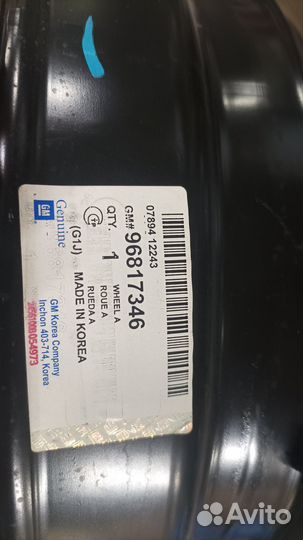 07894 12243
GM# 96817346
QTY. 1 WHEEL A
ROUE A
RUEDA A
(G1J) MADE IN KOREA
GM Genuine
GM Korea Company
Inchon 403-714, Korea
Avito